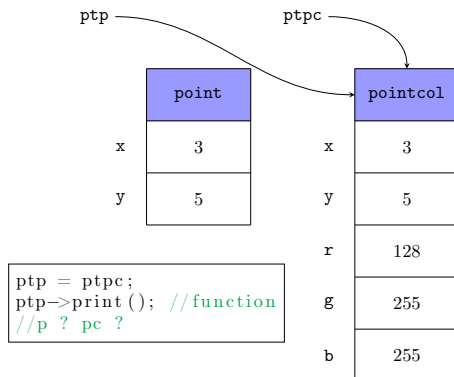 ptp ptpc
point pointcol
x 3 x 3
y 5 y 5
r 128
g 255
b 255
ptp = ptpc;
ptp->print(); //function
//p ? pc ?